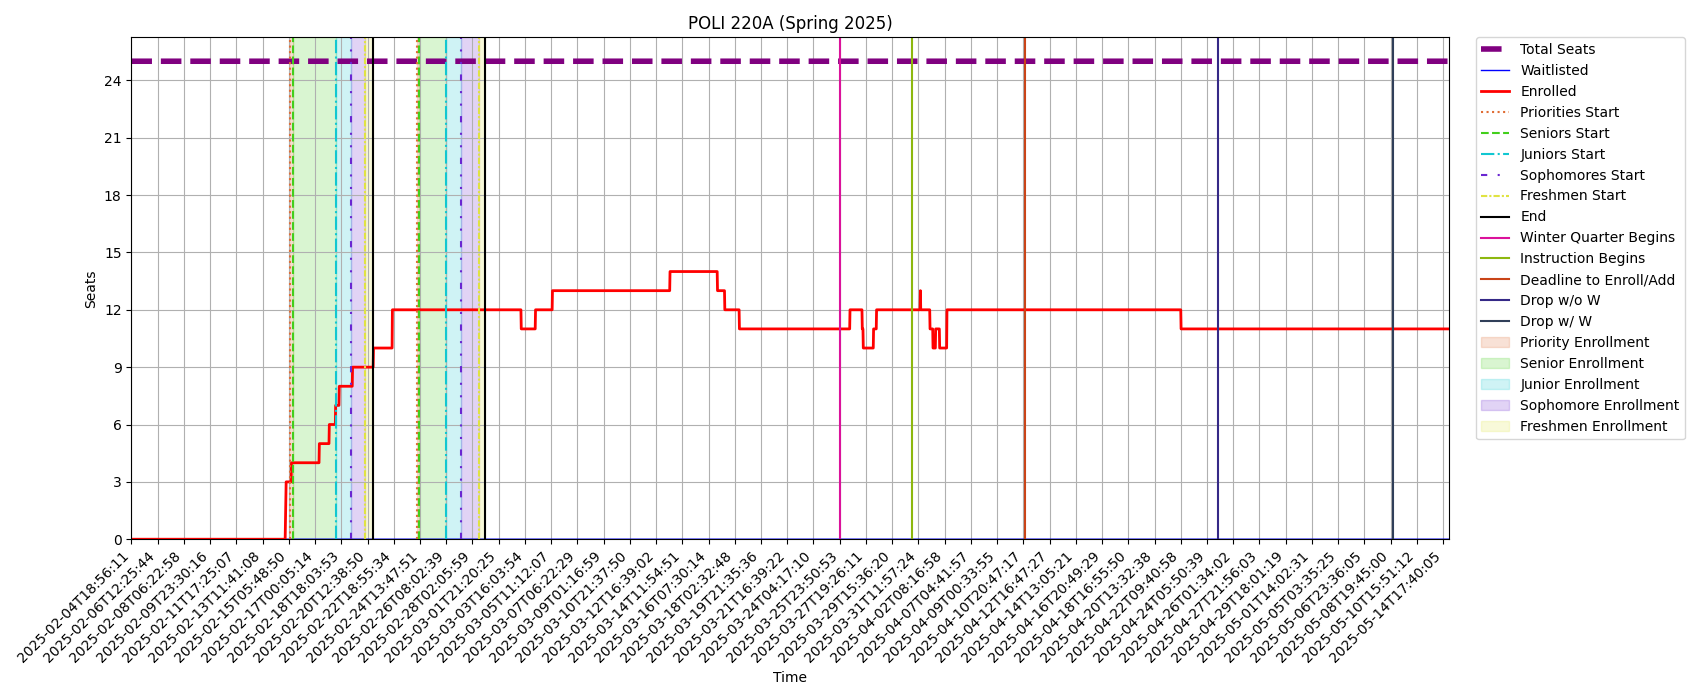 POLI 220A (Spring 2025)
Seats
24
21
18
15
12
9
6
3
0
2025-02-04T18:56:11
2025-02-06T12:25:44
2025-02-08T06:22:58
2025-02-09T23:30:16
2025-02-11T17:25:07
2025-02-13T11:41:08
2025-02-15T05:48:50
2025-02-17T00:05:14
2025-02-18T18:03:53
2025-02-20T12:38:50
2025-02-22T18:55:34
2025-02-24T13:47:51
2025-02-26T08:02:39
2025-02-28T02:05:59
2025-03-01T21:20:25
2025-03-03T16:03:54
2025-03-05T11:12:07
2025-03-07T06:22:29
2025-03-09T01:16:59
2025-03-10T21:37:50
2025-03-12T16:39:02
2025-03-14T11:54:51
2025-03-16T07:30:14
2025-03-18T02:32:48
2025-03-19T21:35:36
2025-03-21T16:39:22
2025-03-24T04:17:10
2025-03-25T23:50:53
2025-03-27T19:26:11
2025-03-29T15:36:20
2025-03-31T11:57:24
2025-04-02T08:16:58
2025-04-07T04:41:57
2025-04-09T00:33:55
2025-04-10T20:47:17
2025-04-12T16:47:27
2025-04-14T13:05:21
2025-04-16T20:49:29
2025-04-18T16:55:50
2025-04-20T13:32:38
2025-04-22T09:40:58
2025-04-24T05:50:39
2025-04-26T01:34:02
2025-04-27T21:56:03
2025-04-29T18:01:19
2025-05-01T14:02:31
2025-05-05T03:35:25
2025-05-06T23:36:05
2025-05-08T19:45:00
2025-05-10T15:51:12
2025-05-14T17:40:05
Time
Total Seats
Waitlisted
Enrolled
Priorities Start
Seniors Start
Juniors Start
Sophomores Start
Freshmen Start
End
Winter Quarter Begins
Instruction Begins
Deadline to Enroll/Add
Drop w/o W
Drop w/ W
Priority Enrollment
Senior Enrollment
Junior Enrollment
Sophomore Enrollment
Freshmen Enrollment